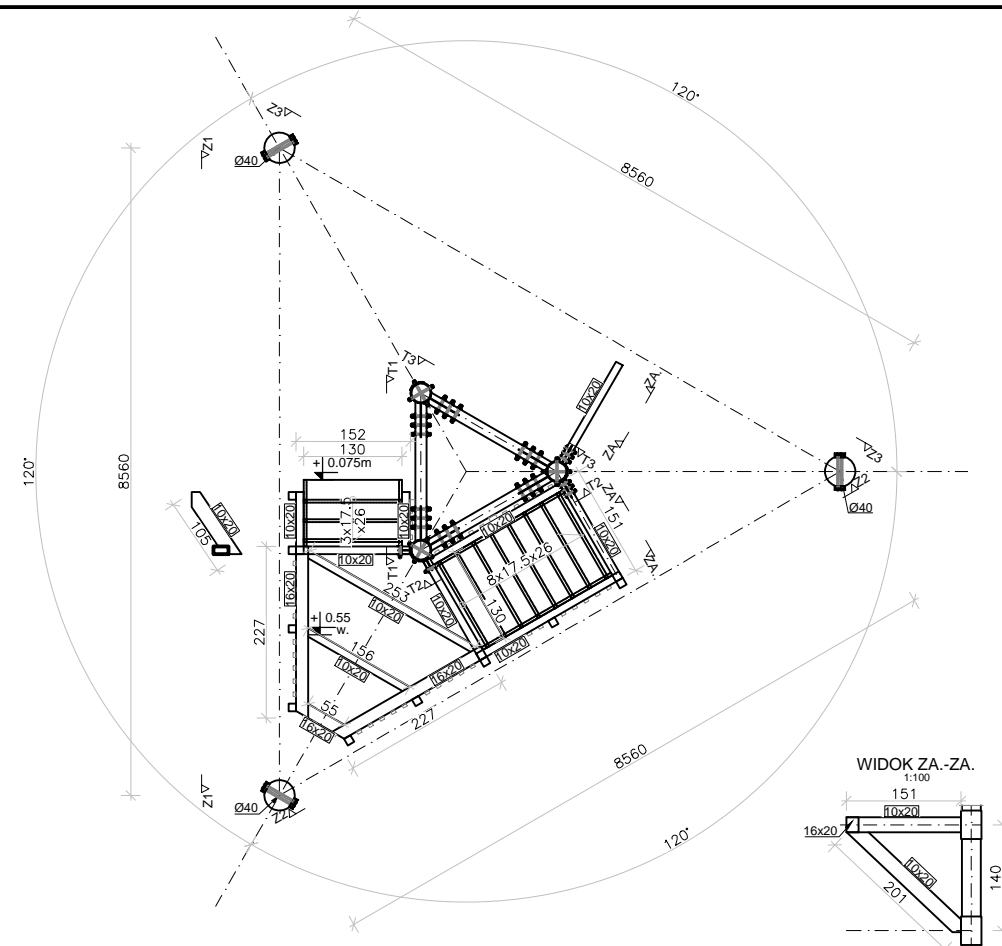 120°
Z3
Z1
Ø40
8560
8560
120°
T3
T1
ZA.
10x20
152
130
+ 0.075m
ZA
T3
Z3
Z2
Ø40
T2
ZA
10x20
3x17.5
x26
10x20
10x20
151
10x20
105
10x20
T1
8x17.5x26
10x20
ZA.
253
T2
10x20
16x20
10x20
130
+ 0.55
w.
227
156
10x20
10x20
16x20
55
16x20
227
8560
Z1
Ø40
Z2
120°
WIDOK ZA.-ZA.
1:100
151
10x20
16x20
10x20
201
140